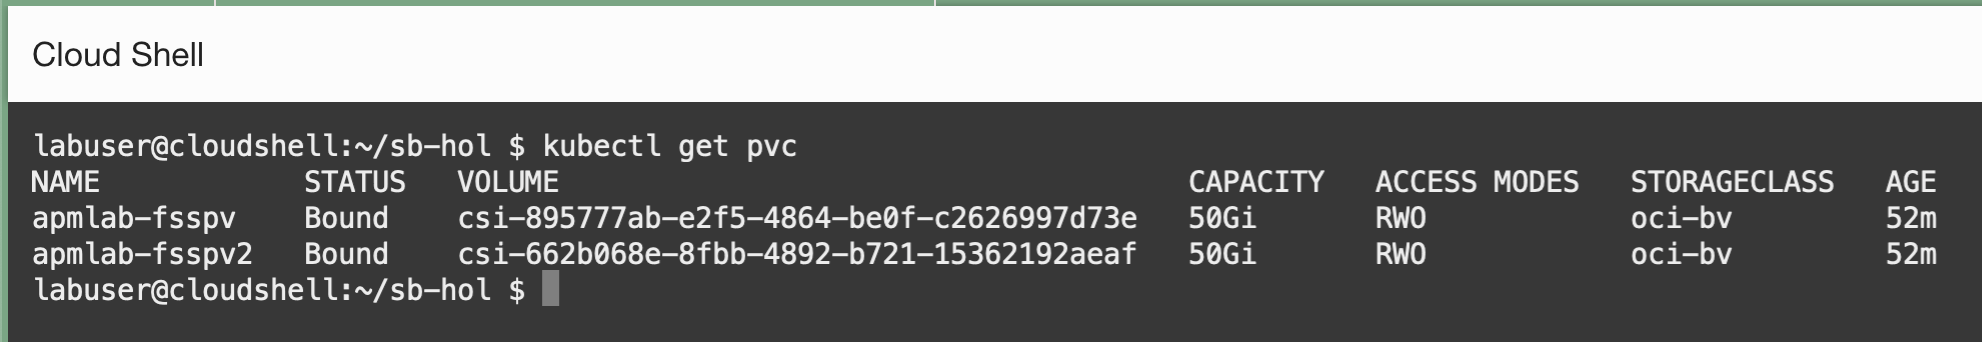 Cloud Shell
labuser@cloudshell:~/sb-hol $ kubectl get pvc
NAME            STATUS   VOLUME                                     CAPACITY   ACCESS MODES   STORAGECLASS   AGE
apmlab-fsspv    Bound    csi-895777ab-e2f5-4864-be0f-c2626997d73e   50Gi       RWO            oci-bv         52m
apmlab-fsspv2   Bound    csi-662b068e-8fbb-4892-b721-15362192aeaf   50Gi       RWO            oci-bv         52m
labuser@cloudshell:~/sb-hol $